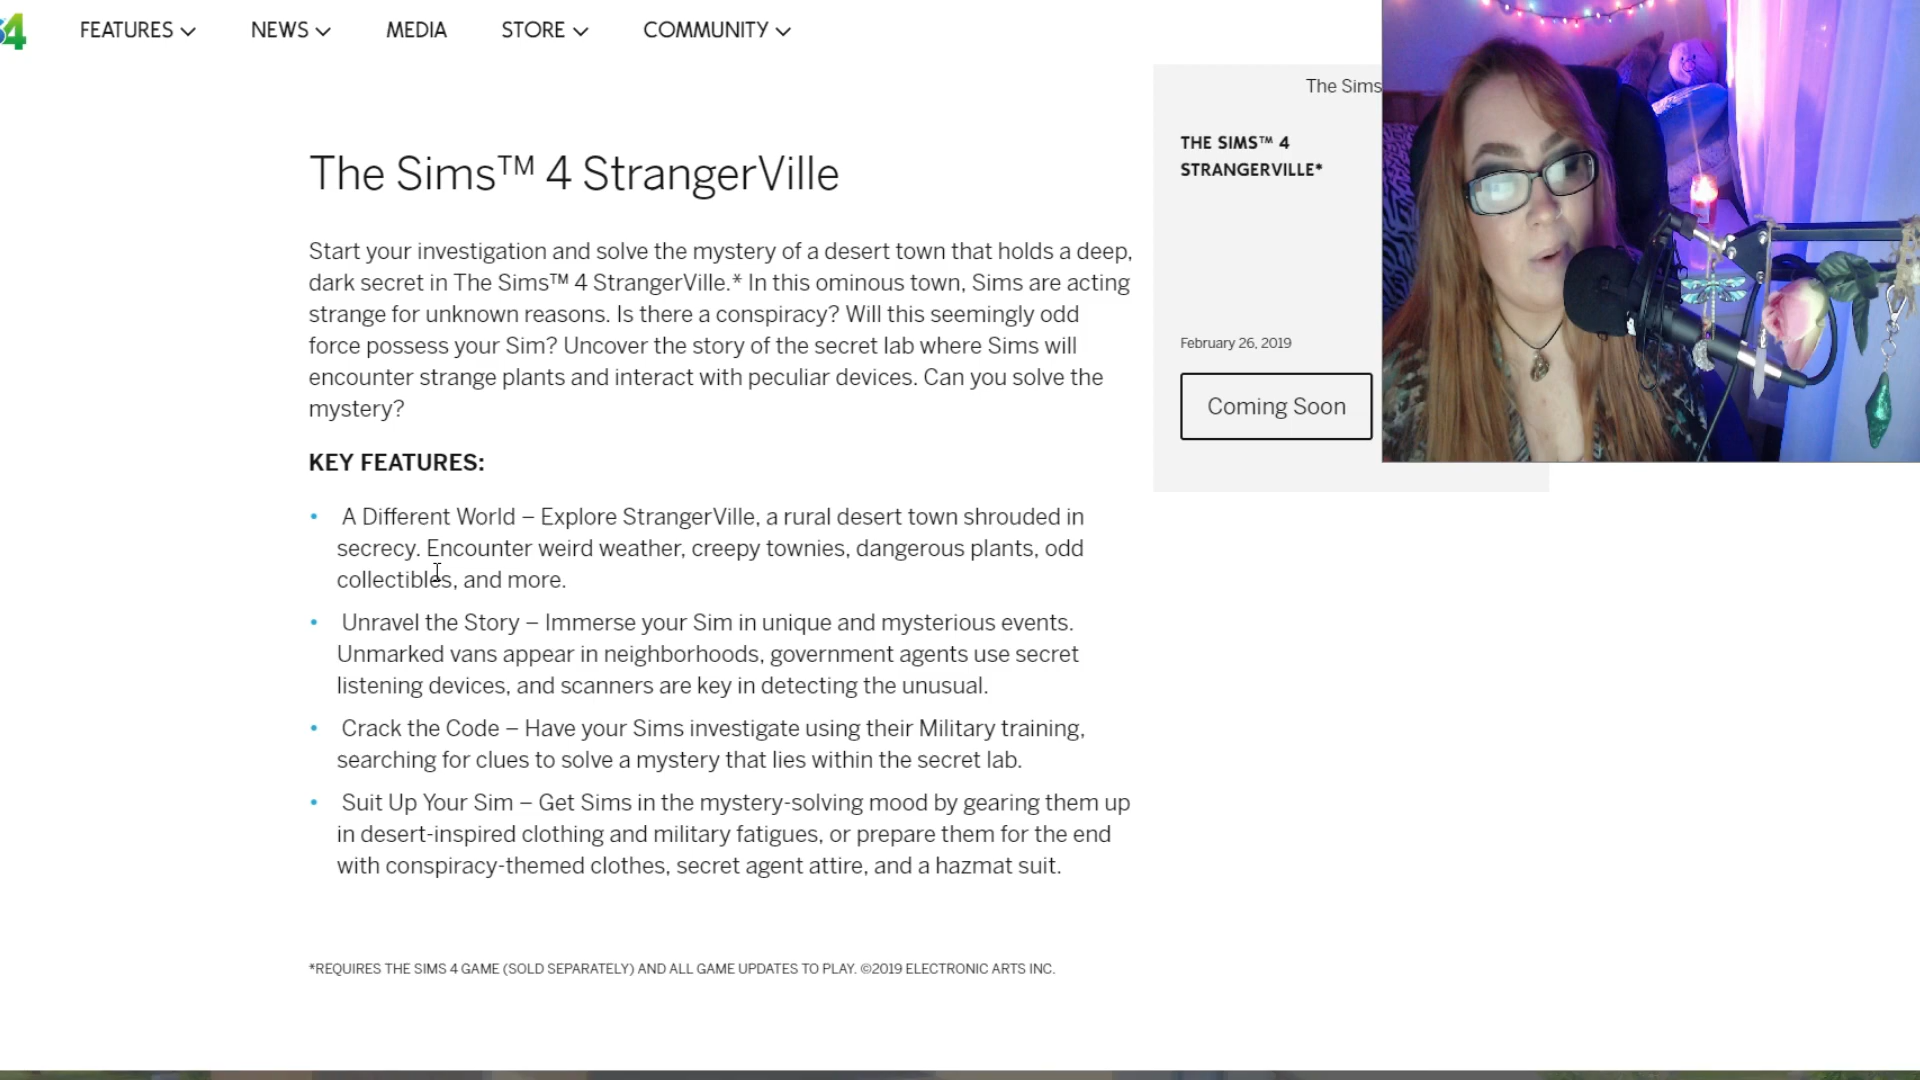 4
FEATURES
NEWS
MEDIA
STORE
COMMUNITY
The Sims
THE SIMS™ 4
STRANGERVILLE*
February 26, 2019
Coming Soon
The Sims™ 4 StrangerVille
Start your investigation and solve the mystery of a desert town that holds a deep,
dark secret in The Sims™ 4 StrangerVille.* In this ominous town, Sims are acting
strange for unknown reasons. Is there a conspiracy? Will this seemingly odd
force possess your Sim? Uncover the story of the secret lab where Sims will
encounter strange plants and interact with peculiar devices. Can you solve the
mystery?
KEY FEATURES:
• A Different World – Explore StrangerVille, a rural desert town shrouded in
secrecy. Encounter weird weather, creepy townies, dangerous plants, odd
collectibles, and more.
• Unravel the Story – Immerse your Sim in unique and mysterious events.
Unmarked vans appear in neighborhoods, government agents use secret
listening devices, and scanners are key in detecting the unusual.
• Crack the Code – Have your Sims investigate using their Military training,
searching for clues to solve a mystery that lies within the secret lab.
• Suit Up Your Sim – Get Sims in the mystery-solving mood by gearing them up
in desert-inspired clothing and military fatigues, or prepare them for the end
with conspiracy-themed clothes, secret agent attire, and a hazmat suit.
*REQUIRES THE SIMS 4 GAME (SOLD SEPARATELY) AND ALL GAME UPDATES TO PLAY. ©2019 ELECTRONIC ARTS INC.